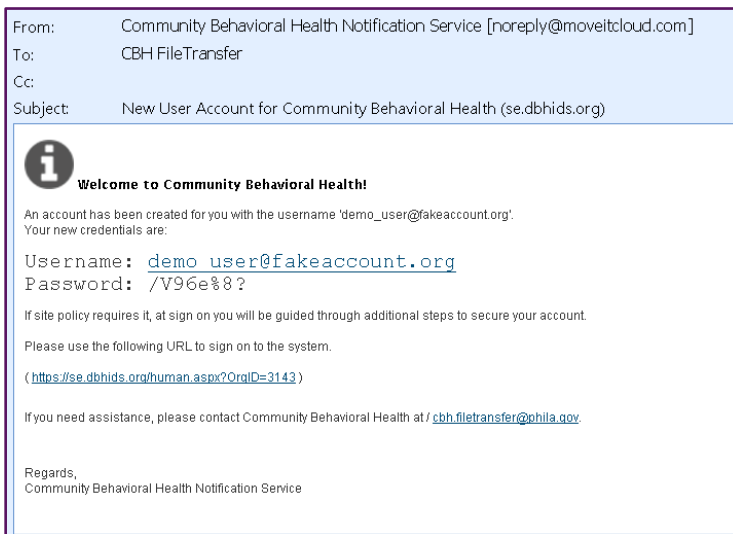 From: Community Behavioral Health Notification Service [noreply@moveitcloud.com]
To: CBH FileTransfer
Cc:
Subject: New User Account for Community Behavioral Health (se.dbhids.org)
i
Welcome to Community Behavioral Health!
An account has been created for you with the username 'demo_user@fakeaccount.org'.
Your new credentials are:
Username: demo_user@fakeaccount.org
Password: /V96e%8?
If site policy requires it, at sign on you will be guided through additional steps to secure your account.
Please use the following URL to sign on to the system.
( https://se.dbhids.org/human.aspx?OrgID=3143 )
If you need assistance, please contact Community Behavioral Health at / cbh.filetransfer@phila.gov.
Regards,
Community Behavioral Health Notification Service